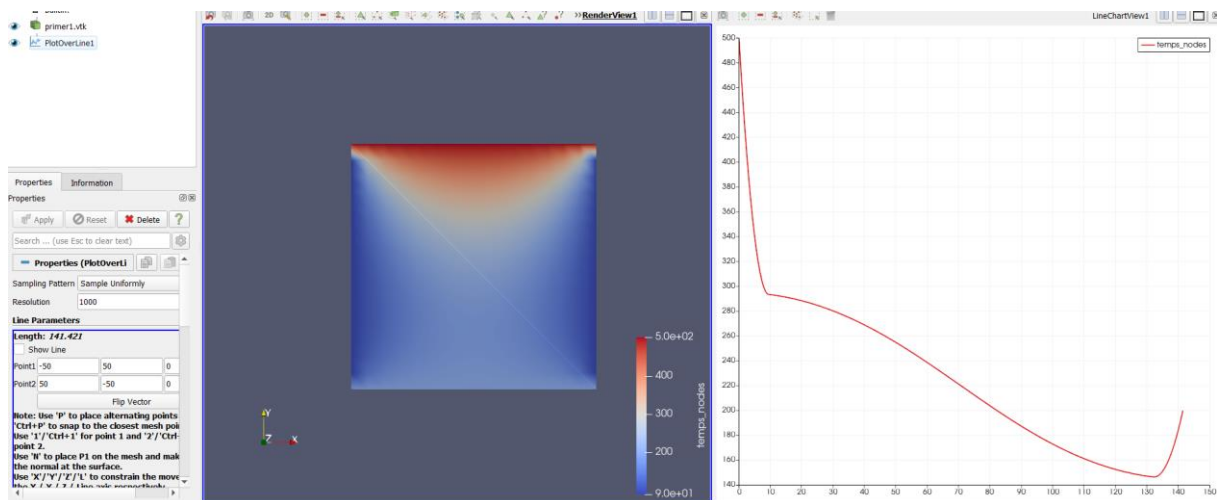 primer1.vtk
PlotOverLine1
Properties
Information
Properties
Apply
Reset
Delete
?
Search ... (use Esc to clear text)
Properties (PlotOverLi
Sampling Pattern Sample Uniformly
Resolution 1000
Line Parameters
Length: 141.421
Show Line
Point1 -50 50 0
Point2 50 -50 0
Flip Vector
Note: Use 'P' to place alternating points
'Ctrl+P' to snap to the closest mesh poi
Use '1'/'Ctrl+1' for point 1 and '2'/'Ctrl-
point 2.
Use 'N' to place P1 on the mesh and mak
the normal at the surface.
Use 'X'/'Y'/'Z'/'L' to constrain the move
2D
RenderView1
Y
Z
X
5.0e+02
400
300
200
9.0e+01
temps_nodes
LineChartView1
temps_nodes
500
480
460
440
420
400
380
360
340
320
300
280
260
240
220
200
180
160
140
0 10 20 30 40 50 60 70 80 90 100 110 120 130 140 150